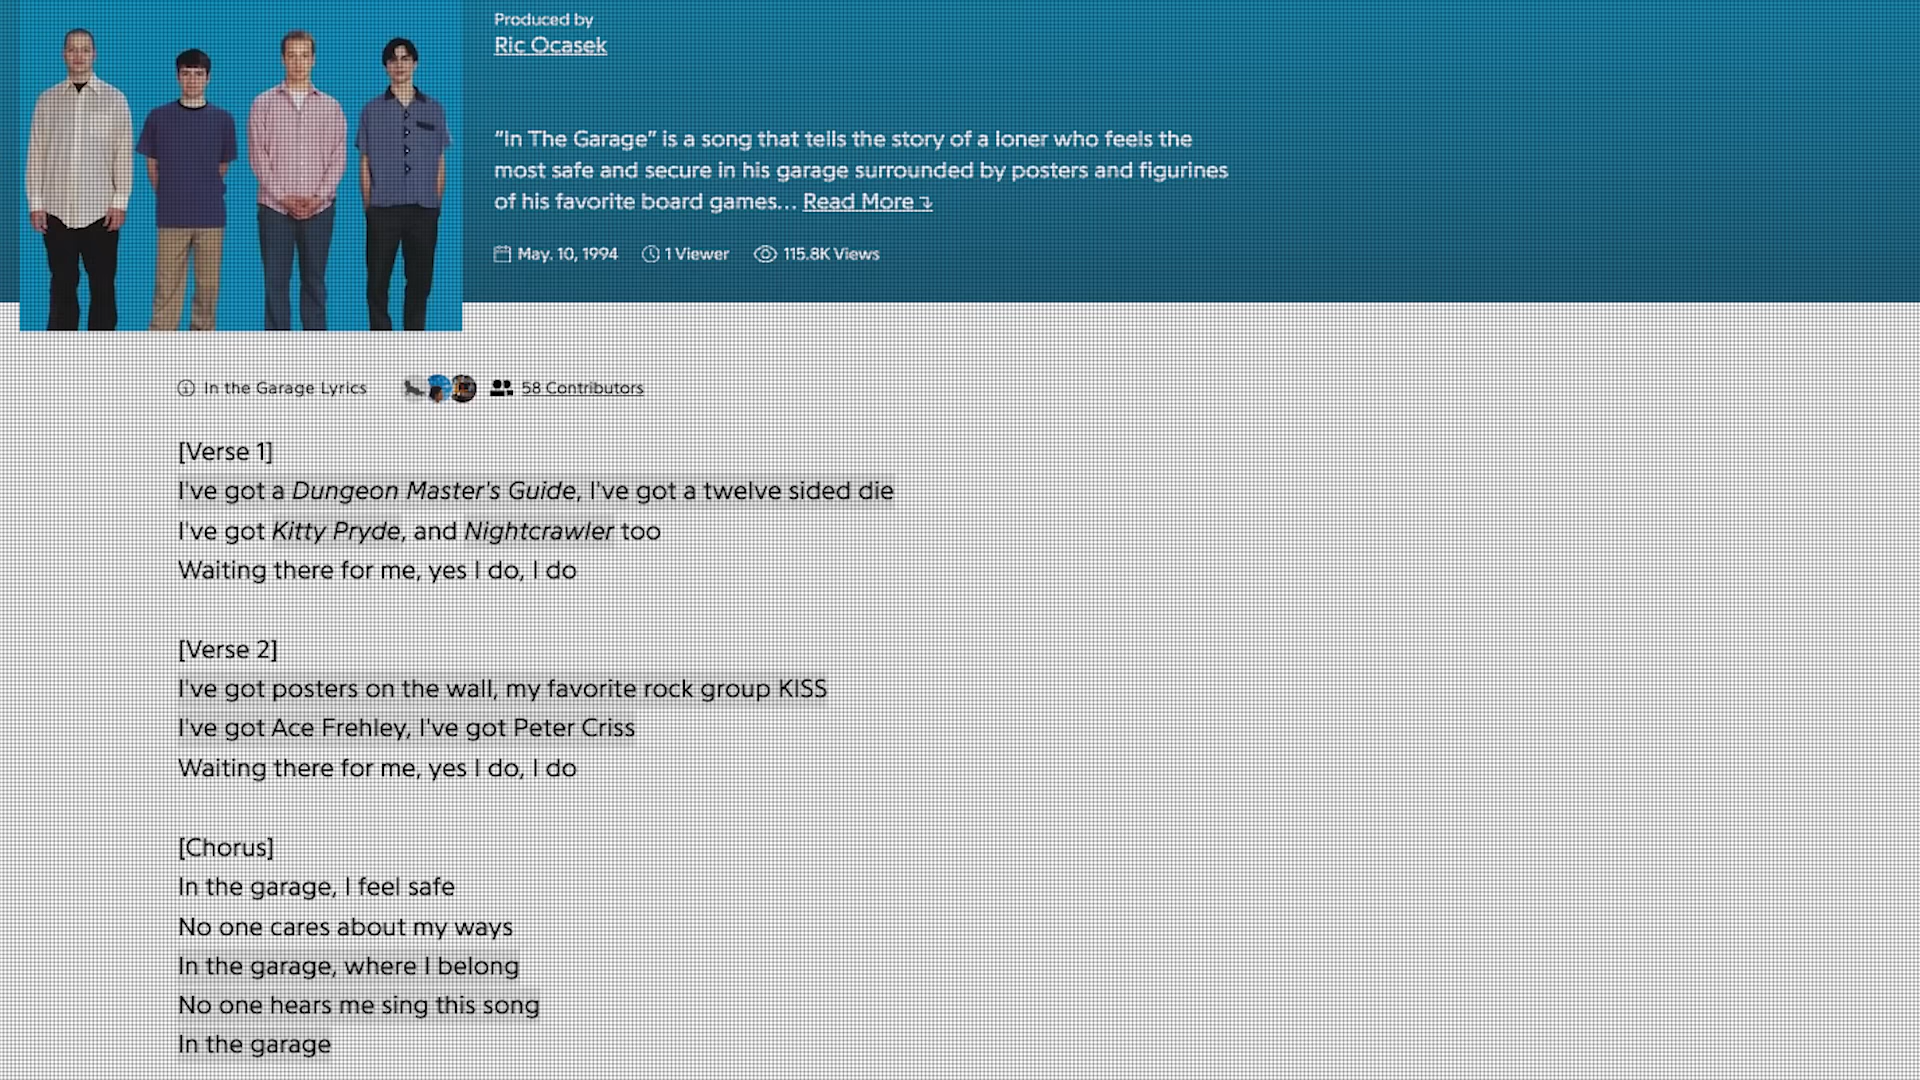 Produced by
Ric Ocasek
“In The Garage” is a song that tells the story of a loner who feels the
most safe and secure in his garage surrounded by posters and figurines
of his favorite board games… Read More
May. 10, 1994 1 Viewer 115.8K Views
In the Garage Lyrics 58 Contributors
[Verse 1]
I've got a Dungeon Master's Guide, I've got a twelve sided die
I've got Kitty Pryde, and Nightcrawler too
Waiting there for me, yes I do, I do
[Verse 2]
I've got posters on the wall, my favorite rock group KISS
I've got Ace Frehley, I've got Peter Criss
Waiting there for me, yes I do, I do
[Chorus]
In the garage, I feel safe
No one cares about my ways
In the garage, where I belong
No one hears me sing this song
In the garage